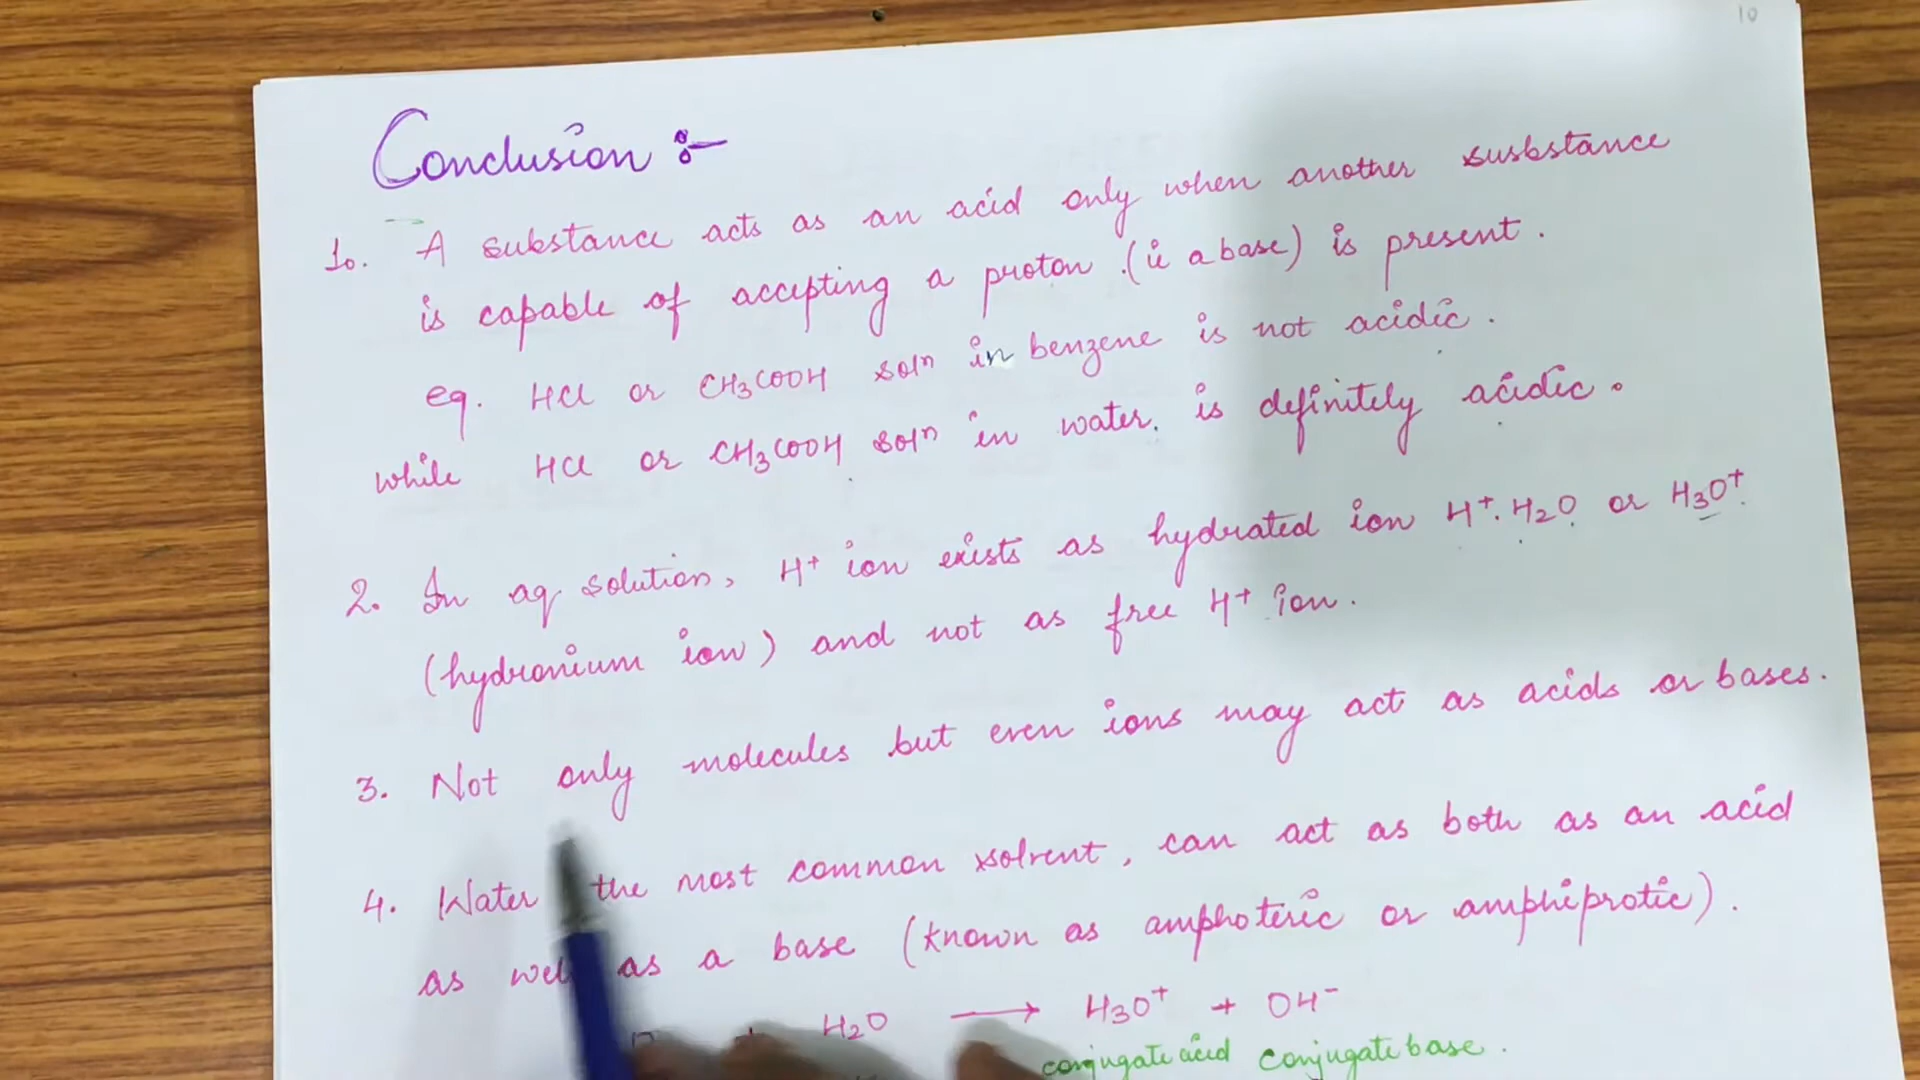 10
Conclusion :-
1. A substance acts as an acid only when another susbstance
is capable of accepting a proton (ie a base) is present.
eg. HCl or CH3COOH soln in benzene is not acidic.
while HCl or CH3COOH soln in water. is definitely acidic.
2. In aq solution, H+ ion exists as hydrated ion H+. H2O or H3O+
(hydronium ion) and not as free H+ ion.
3. Not only molecules but even ions may act as acids or bases.
4. Water the most common solvent, can act as both as an acid
as well as a base (known as amphoteric or amphiprotic).
+ H2O → H3O+ + OH-
conjugate acid conjugate base.